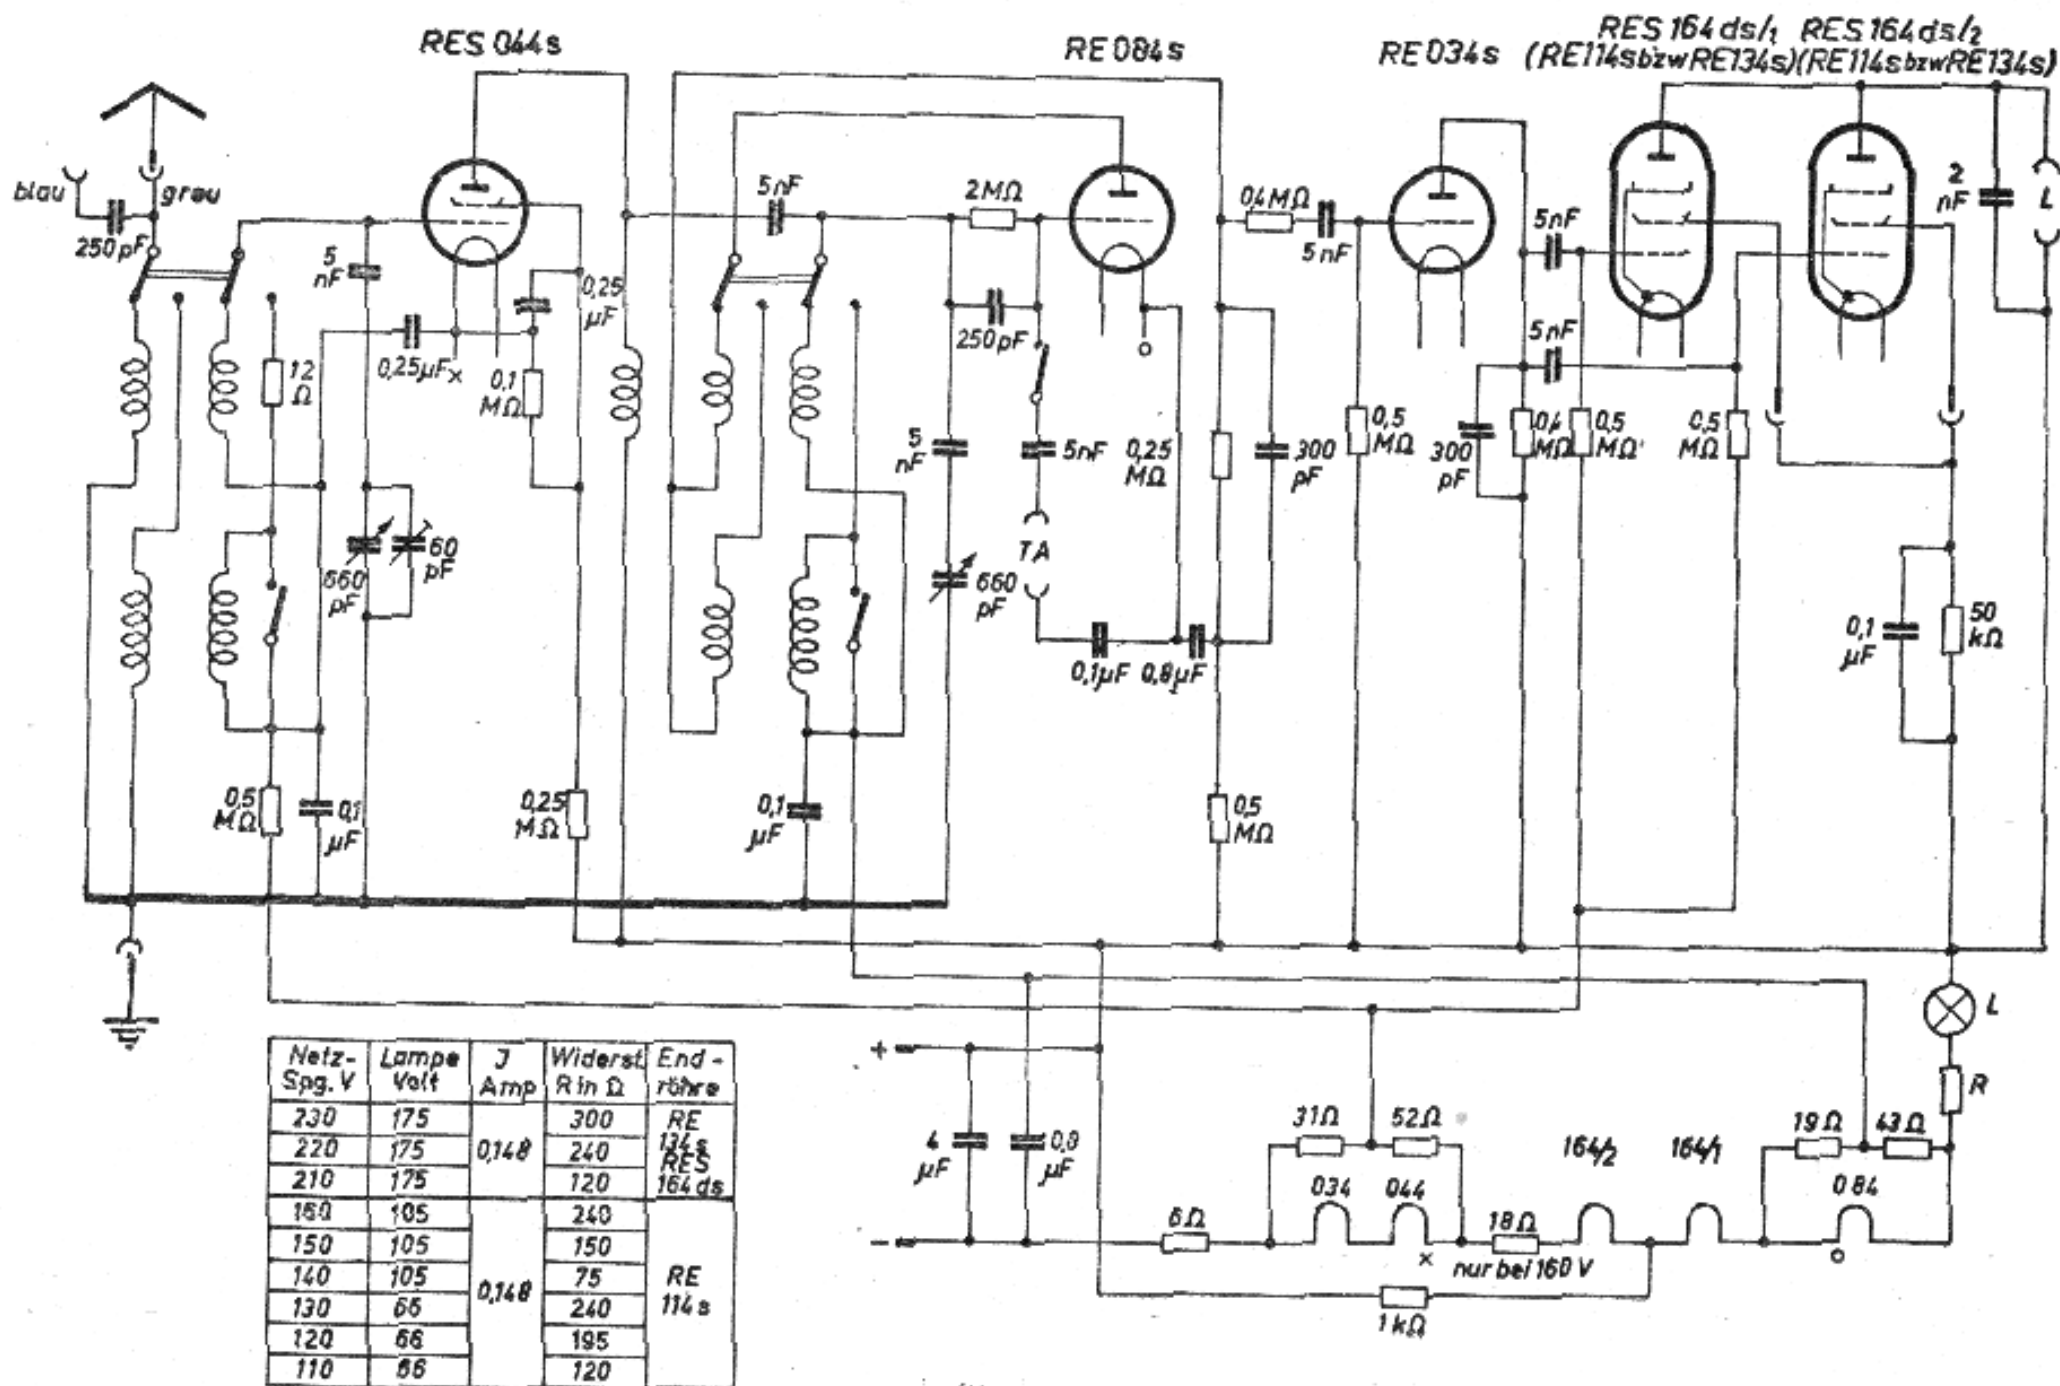 RES 044s
RE 084s
RE 034s
RES 164 ds/1 RES 164 ds/2
(RE114s bzw RE134s)(RE114s bzw RE134s)
blau
grau
250 pF
5 nF
0,25 µF
0,25 µF
x
0,1 MΩ
12 Ω
660 pF
60 pF
0,5 MΩ
0,1 µF
0,25 MΩ
5 nF
2 MΩ
250 pF
5 nF
5 nF
TA
660 pF
0,1 µF
0,1 µF
0,8 µF
0,25 MΩ
300 pF
0,5 MΩ
0,4 MΩ
5 nF
0,5 MΩ
5 nF
5 nF
300 pF
0,4 MΩ
0,5 MΩ
0,5 MΩ
2 nF
L
0,1 µF
50 kΩ
L
R
+
-
4 µF
0,8 µF
6 Ω
31 Ω
52 Ω
034
044
x
18 Ω
nur bei 160 V
164/2
164/1
19 Ω
43 Ω
084
1 kΩ
Netz-Spg. V Lampe Volt J Amp Widerst. R in Ω End-röhre
230 175 0,148 300 RE 134s RES 164 ds
220 175 240
210 175 120
160 105 0,148 240 RE 114s
150 105 150
140 105 75
130 66 240
120 66 195
110 66 120